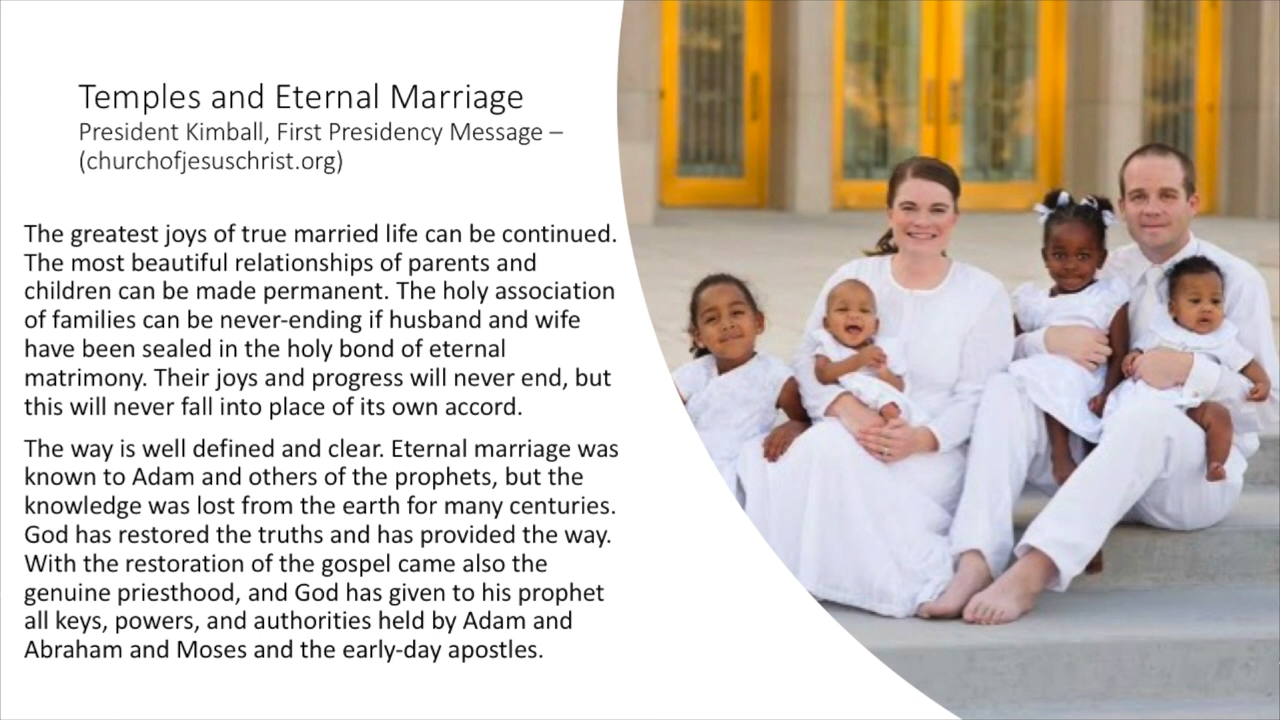 Temples and Eternal Marriage
President Kimball, First Presidency Message –
(churchofjesuschrist.org)
The greatest joys of true married life can be continued.
The most beautiful relationships of parents and
children can be made permanent. The holy association
of families can be never-ending if husband and wife
have been sealed in the holy bond of eternal
matrimony. Their joys and progress will never end, but
this will never fall into place of its own accord.
The way is well defined and clear. Eternal marriage was
known to Adam and others of the prophets, but the
knowledge was lost from the earth for many centuries.
God has restored the truths and has provided the way.
With the restoration of the gospel came also the
genuine priesthood, and God has given to his prophet
all keys, powers, and authorities held by Adam and
Abraham and Moses and the early-day apostles.